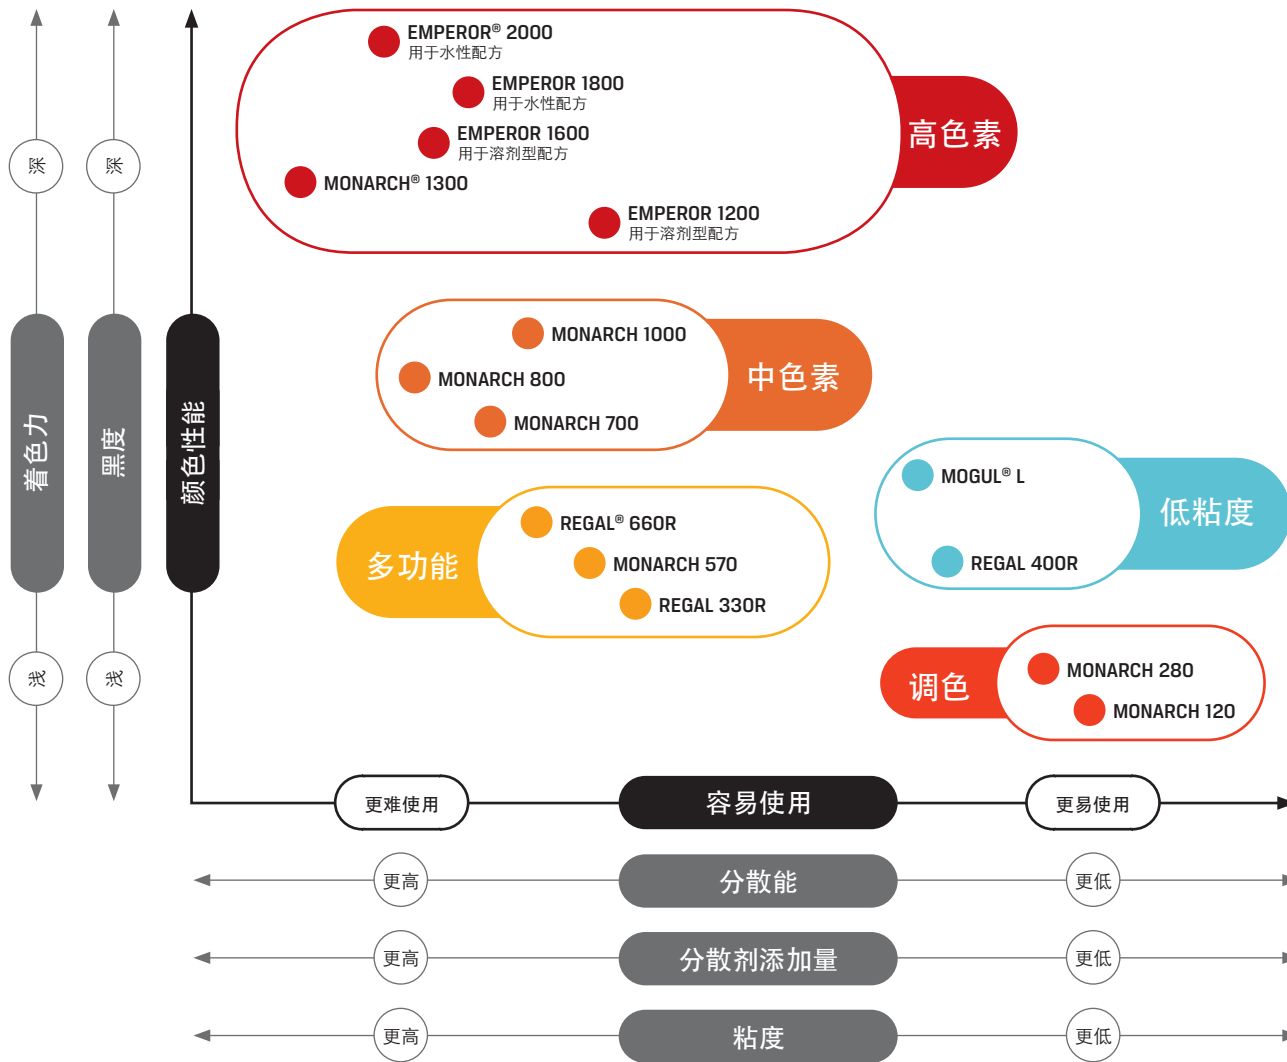 EMPEROR® 2000
用于水性配方
EMPEROR 1800
用于水性配方
EMPEROR 1600
用于溶剂型配方
MONARCH® 1300
EMPEROR 1200
用于溶剂型配方
高色素
MONARCH 1000
MONARCH 800
MONARCH 700
中色素
MOGUL® L
REGAL 400R
低粘度
多功能
REGAL® 660R
MONARCH 570
REGAL 330R
调色
MONARCH 280
MONARCH 120
深
着色力
浅
深
黑度
浅
颜色性能
更难使用
容易使用
更易使用
更高
分散能
更低
更高
分散剂添加量
更低
更高
粘度
更低